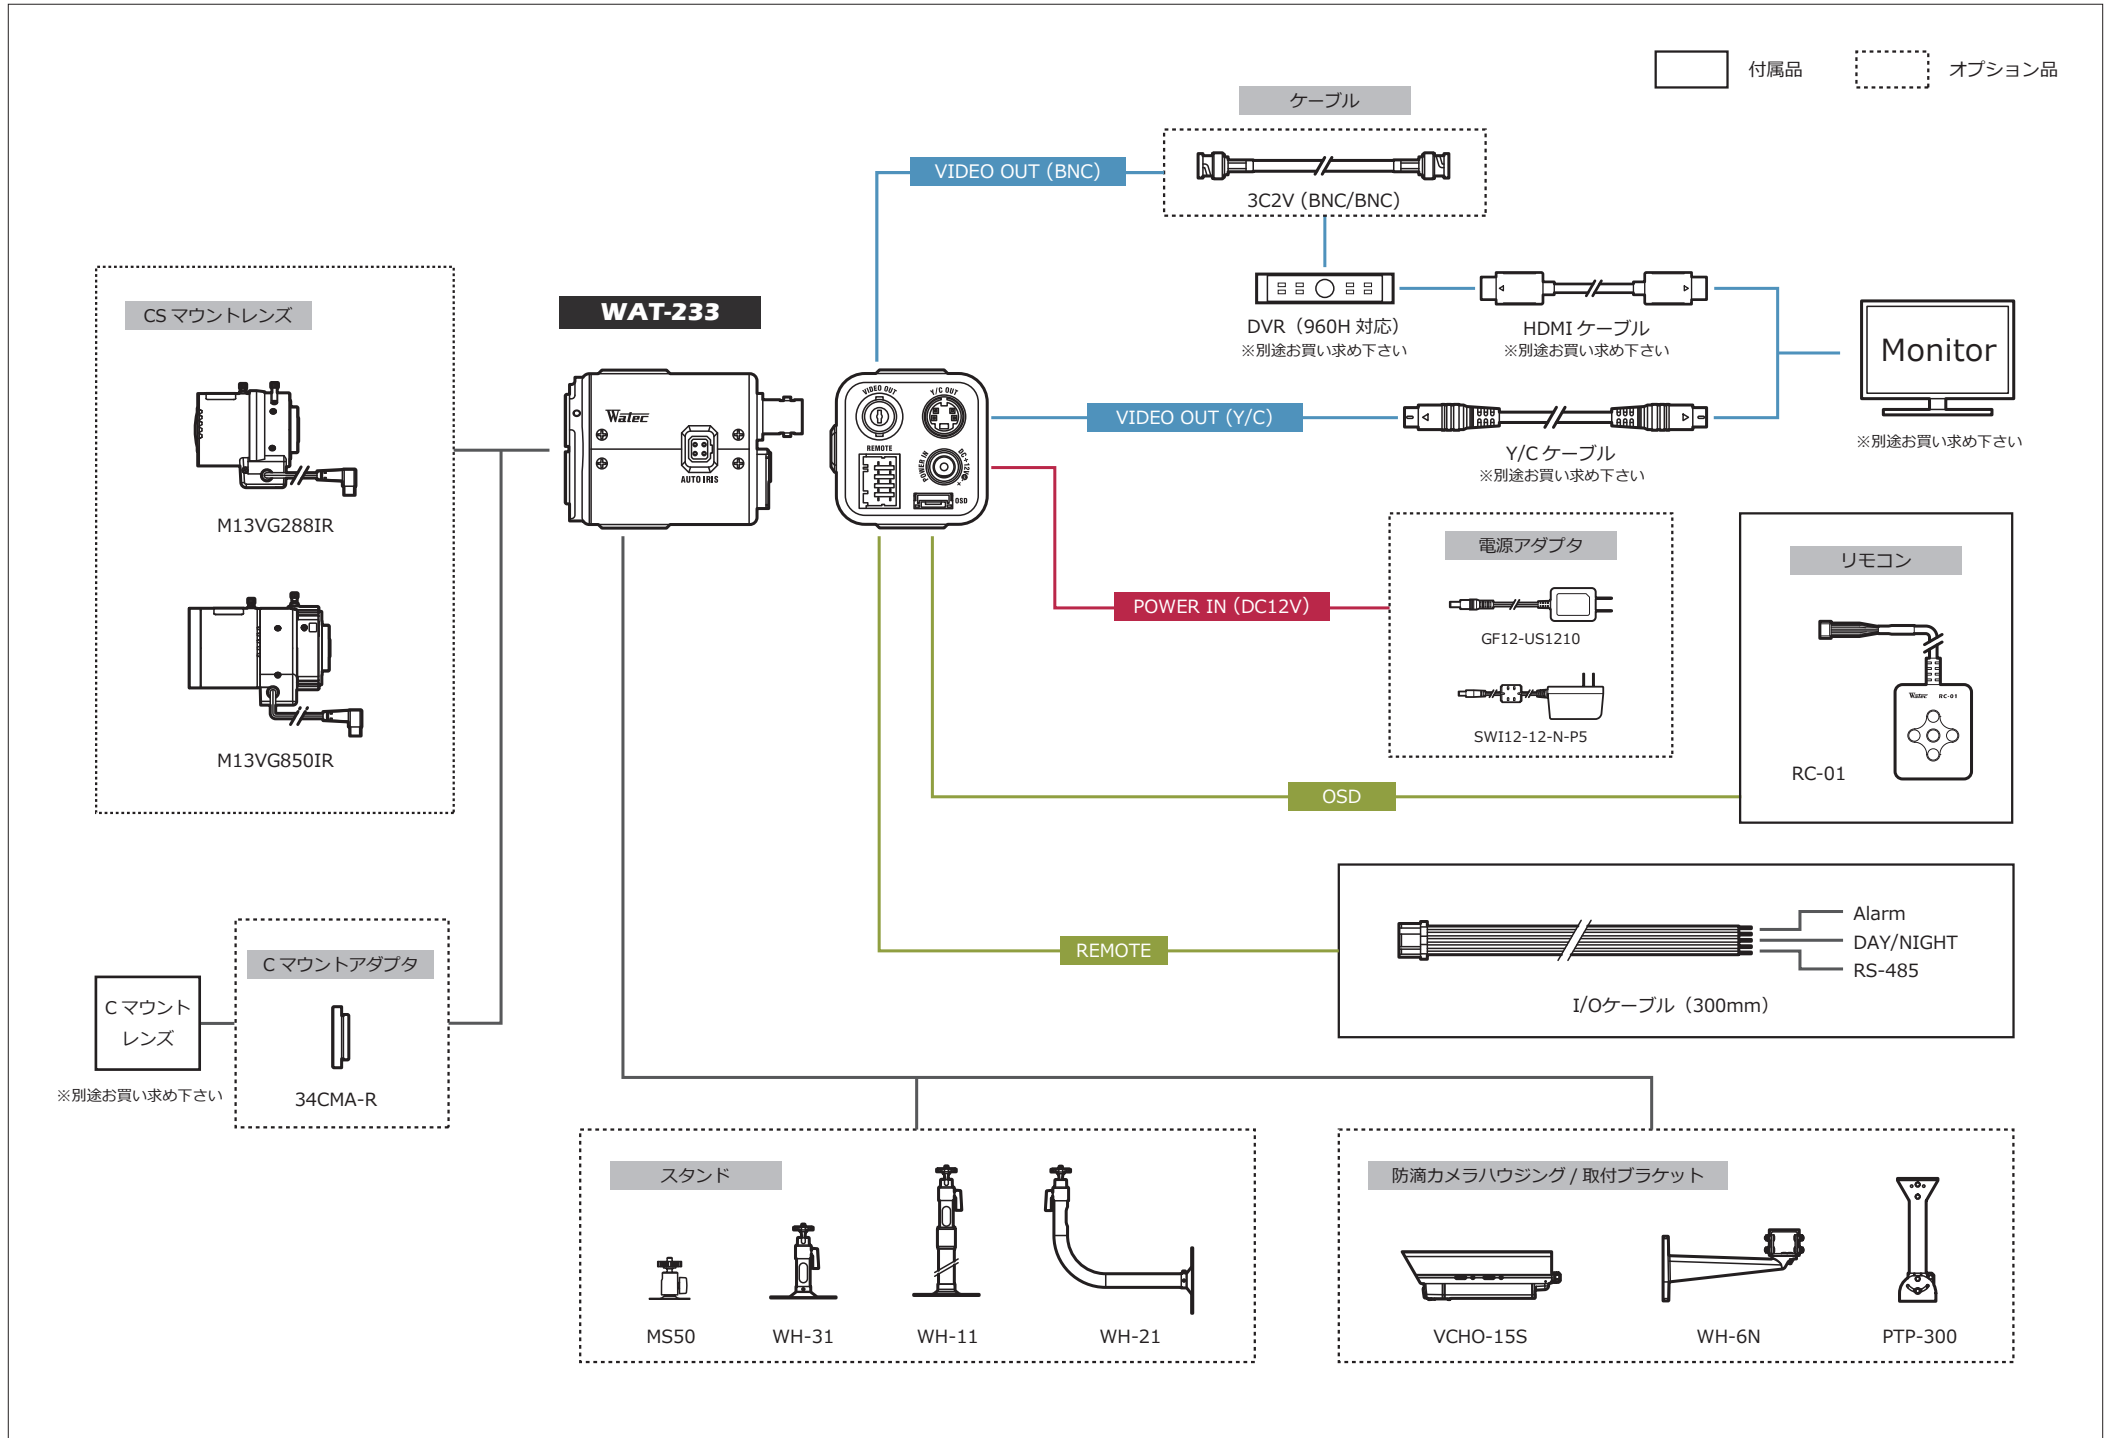 付属品
オプション品
ケーブル
VIDEO OUT (BNC)
3C2V (BNC/BNC)
CS マウントレンズ
WAT-233
DVR（960H 対応）
※別途お買い求め下さい
HDMI ケーブル
※別途お買い求め下さい
Monitor
※別途お買い求め下さい
Watec
AUTO IRIS
VIDEO OUT
Y/C OUT
REMOTE
POWER IN
DC+12V
OSD
VIDEO OUT (Y/C)
Y/C ケーブル
※別途お買い求め下さい
M13VG288IR
M13VG850IR
電源アダプタ
POWER IN (DC12V)
GF12-US1210
SWI12-12-N-P5
リモコン
Watec RC-01
RC-01
OSD
REMOTE
Alarm
DAY/NIGHT
RS-485
I/Oケーブル（300mm）
C マウントアダプタ
C マウント
レンズ
※別途お買い求め下さい
34CMA-R
スタンド
MS50
WH-31
WH-11
WH-21
防滴カメラハウジング / 取付ブラケット
VCHO-15S
WH-6N
PTP-300